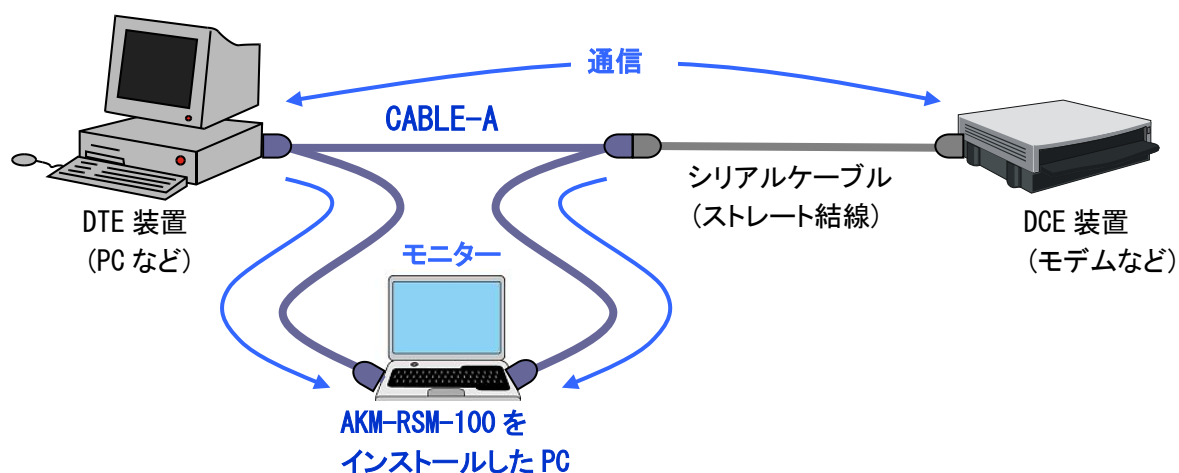 通信
CABLE-A
シリアルケーブル
(ストレート結線)
DTE 装置
(PC など)
DCE 装置
(モデムなど)
モニター
AKM-RSM-100 を
インストールした PC